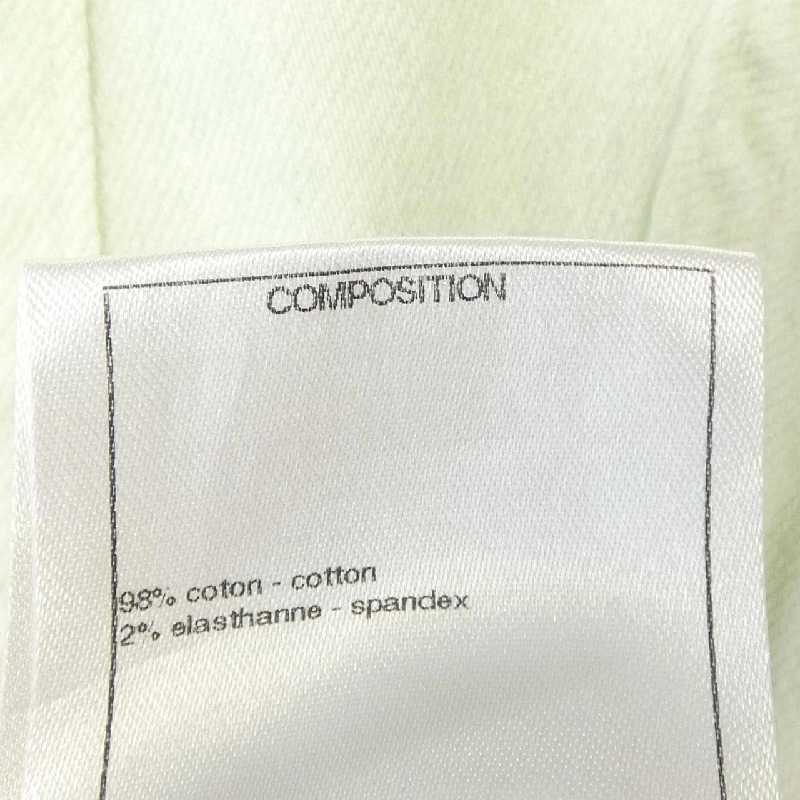 COMPOSITION
98% coton - cotton
2% elasthanne - spandex